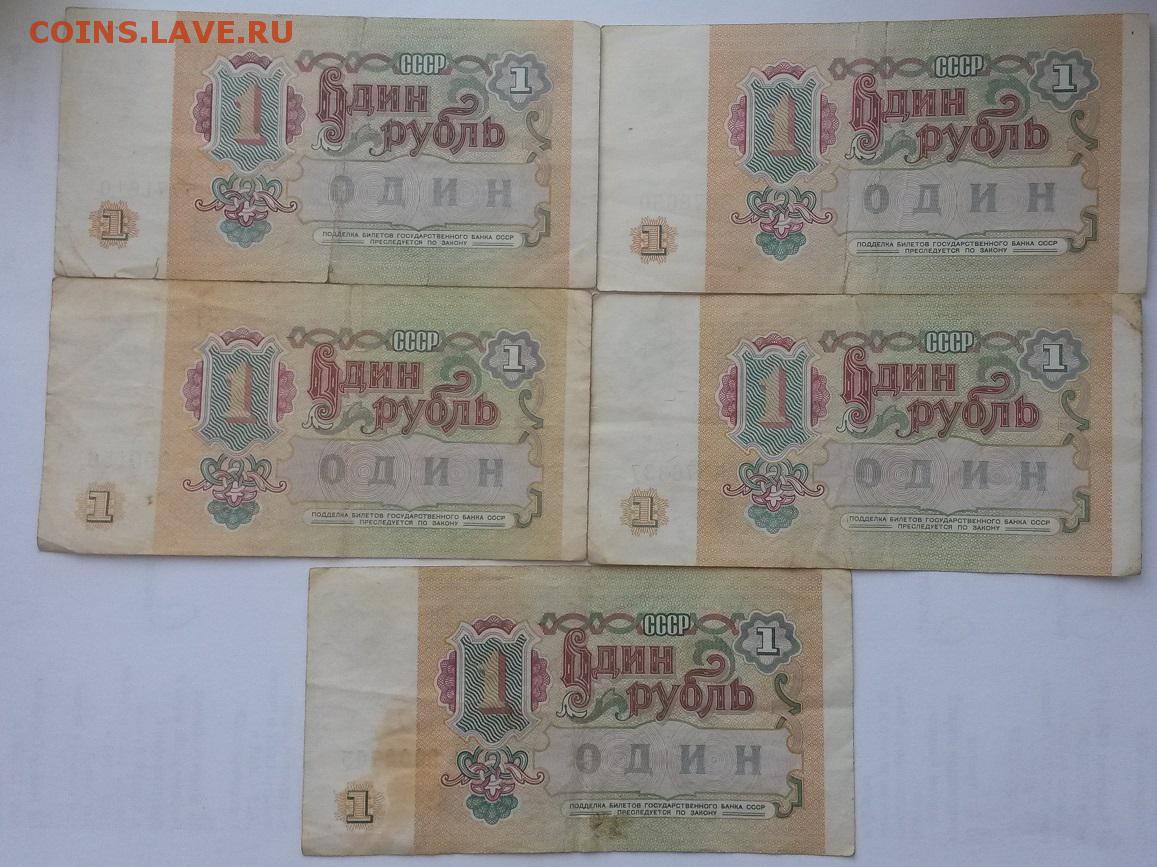 COINS.LAVE.RU
СССР
1 Один 1
рубль
ОДИН
1
ПОДДЕЛКА БИЛЕТОВ ГОСУДАРСТВЕННОГО БАНКА СССР
ПРЕСЛЕДУЕТСЯ ПО ЗАКОНУ
СССР
1 Один 1
рубль
ОДИН
1
ПОДДЕЛКА БИЛЕТОВ ГОСУДАРСТВЕННОГО БАНКА СССР
ПРЕСЛЕДУЕТСЯ ПО ЗАКОНУ
СССР
1 Один 1
рубль
ОДИН
1
ПОДДЕЛКА БИЛЕТОВ ГОСУДАРСТВЕННОГО БАНКА СССР
ПРЕСЛЕДУЕТСЯ ПО ЗАКОНУ
СССР
1 Один 1
рубль
ОДИН
1
ПОДДЕЛКА БИЛЕТОВ ГОСУДАРСТВЕННОГО БАНКА СССР
ПРЕСЛЕДУЕТСЯ ПО ЗАКОНУ
СССР
1 Один 1
рубль
ОДИН
1
ПОДДЕЛКА БИЛЕТОВ ГОСУДАРСТВЕННОГО БАНКА СССР
ПРЕСЛЕДУЕТСЯ ПО ЗАКОНУ